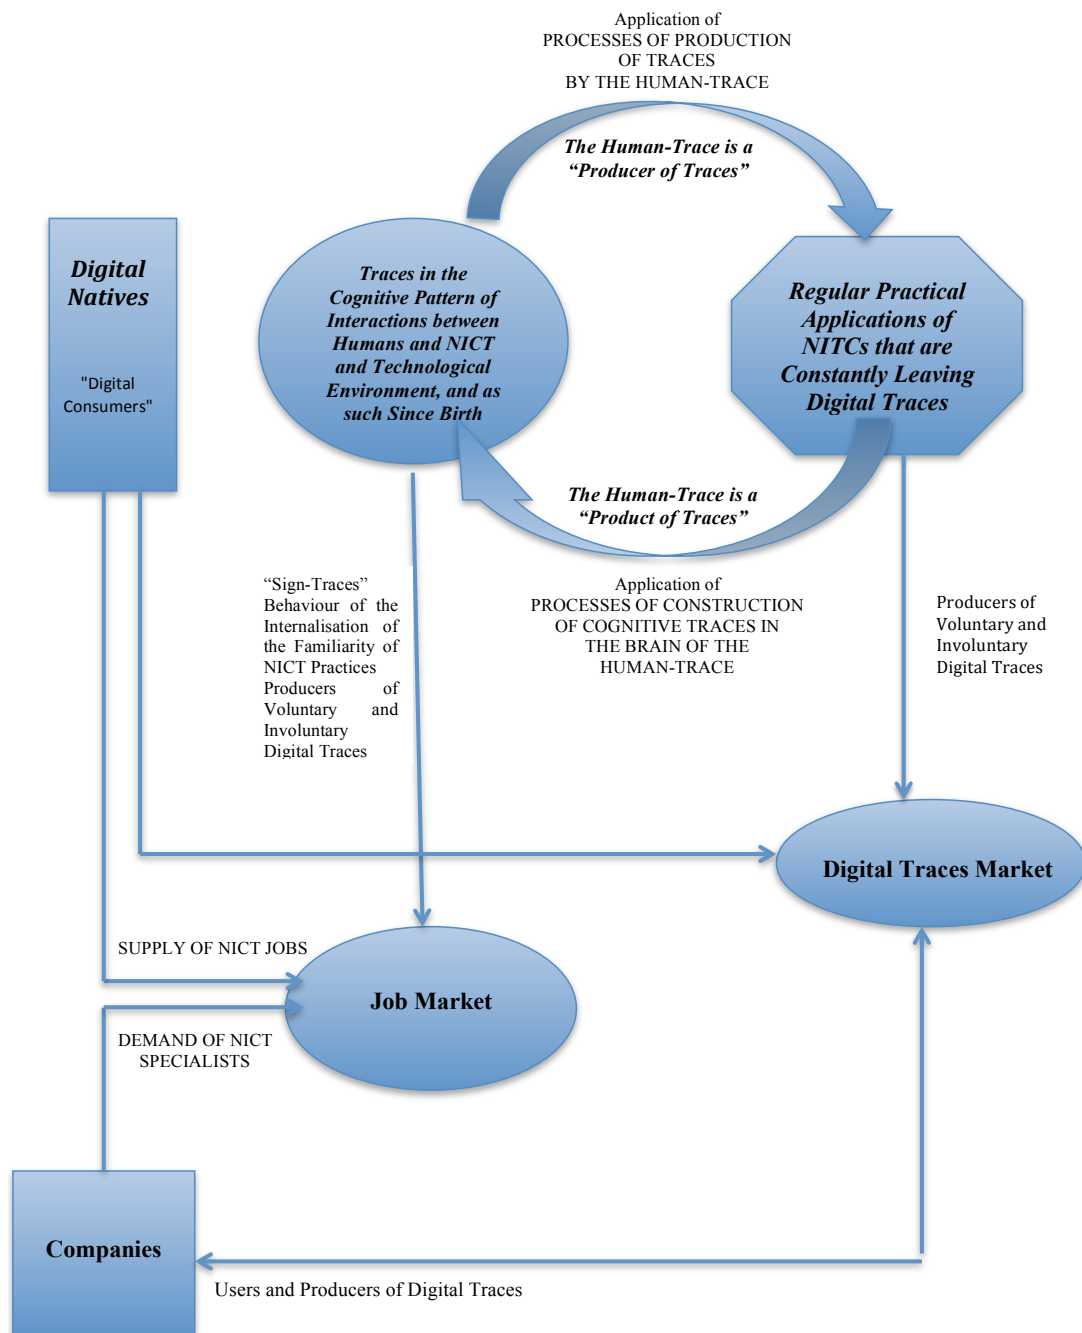 Application of
PROCESSES OF PRODUCTION
OF TRACES
BY THE HUMAN-TRACE
The Human-Trace is a
“Producer of Traces”
Digital
Natives
"Digital
Consumers"
Traces in the
Cognitive Pattern of
Interactions between
Humans and NICT
and Technological
Environment, and as
such Since Birth
Regular Practical
Applications of
NITCs that are
Constantly Leaving
Digital Traces
The Human-Trace is a
“Product of Traces”
“Sign-Traces”
Behaviour of the
Internalisation of
the Familiarity of
NICT Practices
Producers of
Voluntary and
Involuntary
Digital Traces
Application of
PROCESSES OF CONSTRUCTION
OF COGNITIVE TRACES IN
THE BRAIN OF THE
HUMAN-TRACE
Producers of
Voluntary and
Involuntary
Digital Traces
Digital Traces Market
SUPPLY OF NICT JOBS
Job Market
DEMAND OF NICT
SPECIALISTS
Companies
Users and Producers of Digital Traces